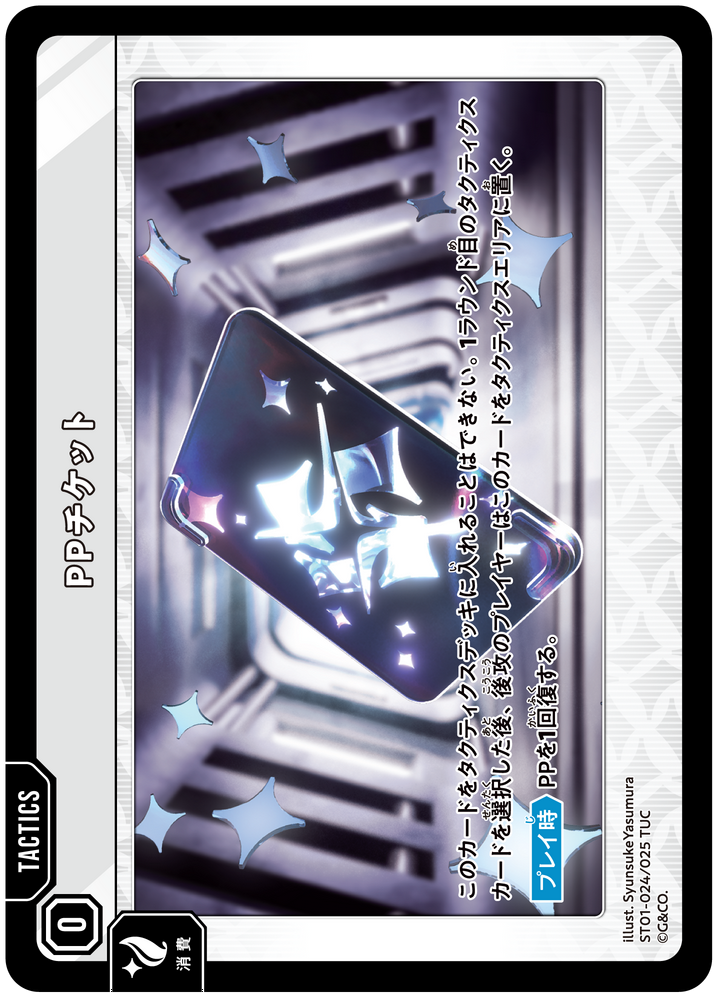 TACTICS
0
消費
PPチケット
このカードをタクティクスデッキに入れることはできない。1ラウンド目のタクティクス
カードを選択した後、後攻のプレイヤーはこのカードをタクティクスエリアに置く。
プレイ時 PPを1回復する。
illust. SyunsukeYasumura
ST01-024/025 TUC
©G&CO.